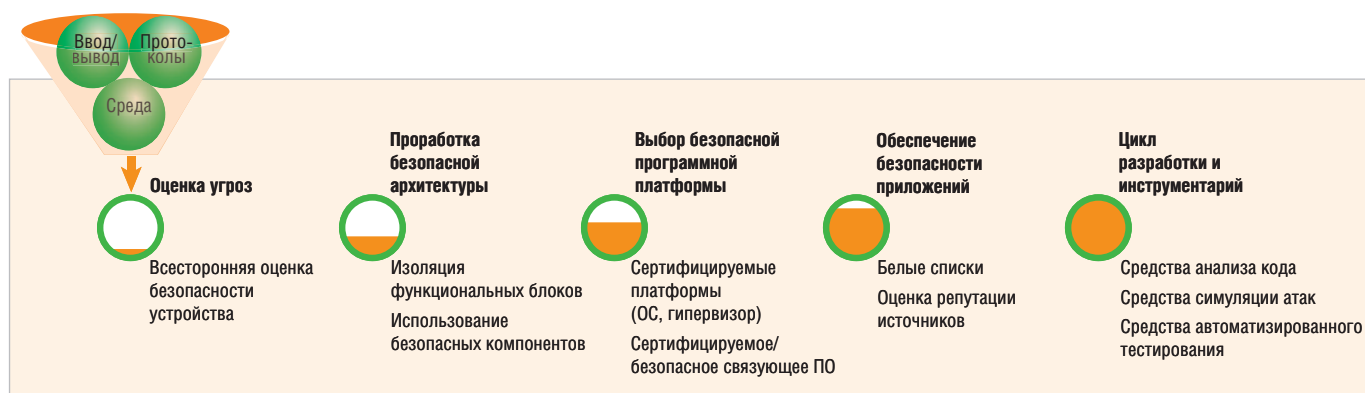 Ввод/
вывод
Прото-
колы
Среда
Оценка угроз
Всесторонняя оценка
безопасности
устройства
Проработка
безопасной
архитектуры
Изоляция
функциональных блоков
Использование
безопасных компонентов
Выбор безопасной
программной
платформы
Сертифицируемые
платформы
(ОС, гипервизор)
Сертифицируемое/
безопасное связующее ПО
Обеспечение
безопасности
приложений
Белые списки
Оценка репутации
источников
Цикл
разработки и
инструментарий
Средства анализа кода
Средства симуляции атак
Средства автоматизированного
тестирования